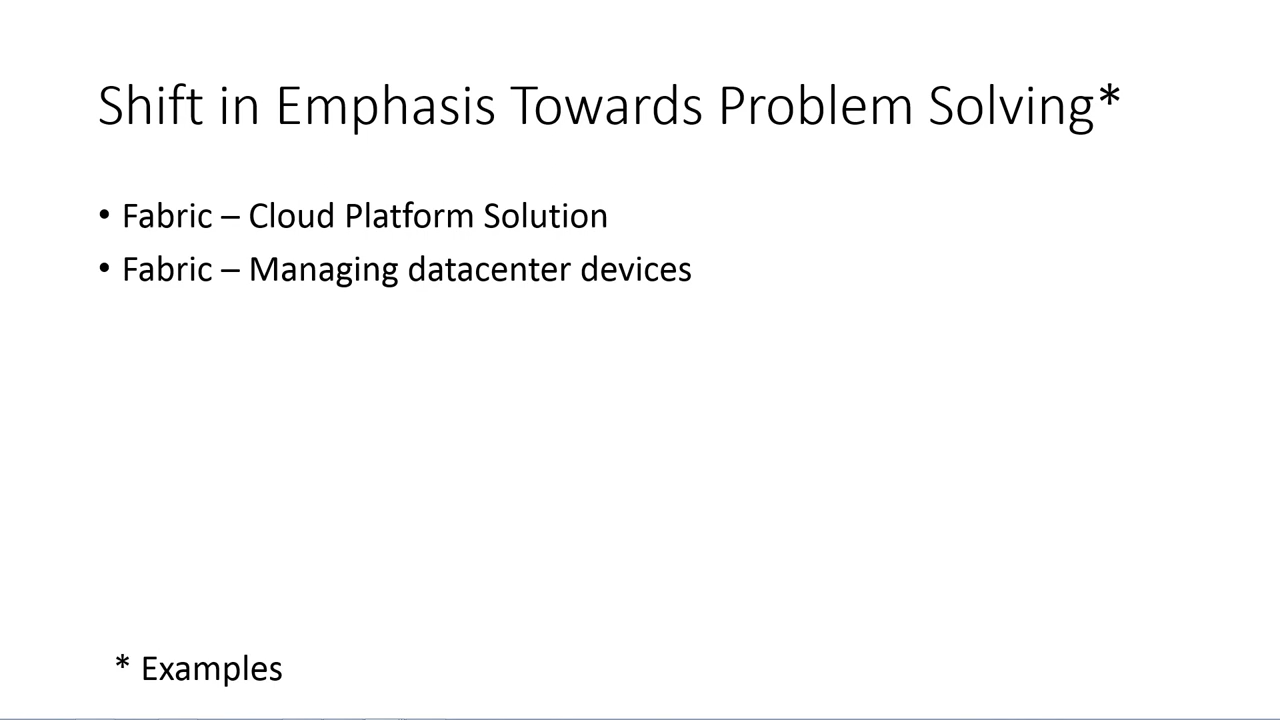 Shift in Emphasis Towards Problem Solving*
• Fabric – Cloud Platform Solution
• Fabric – Managing datacenter devices
* Examples